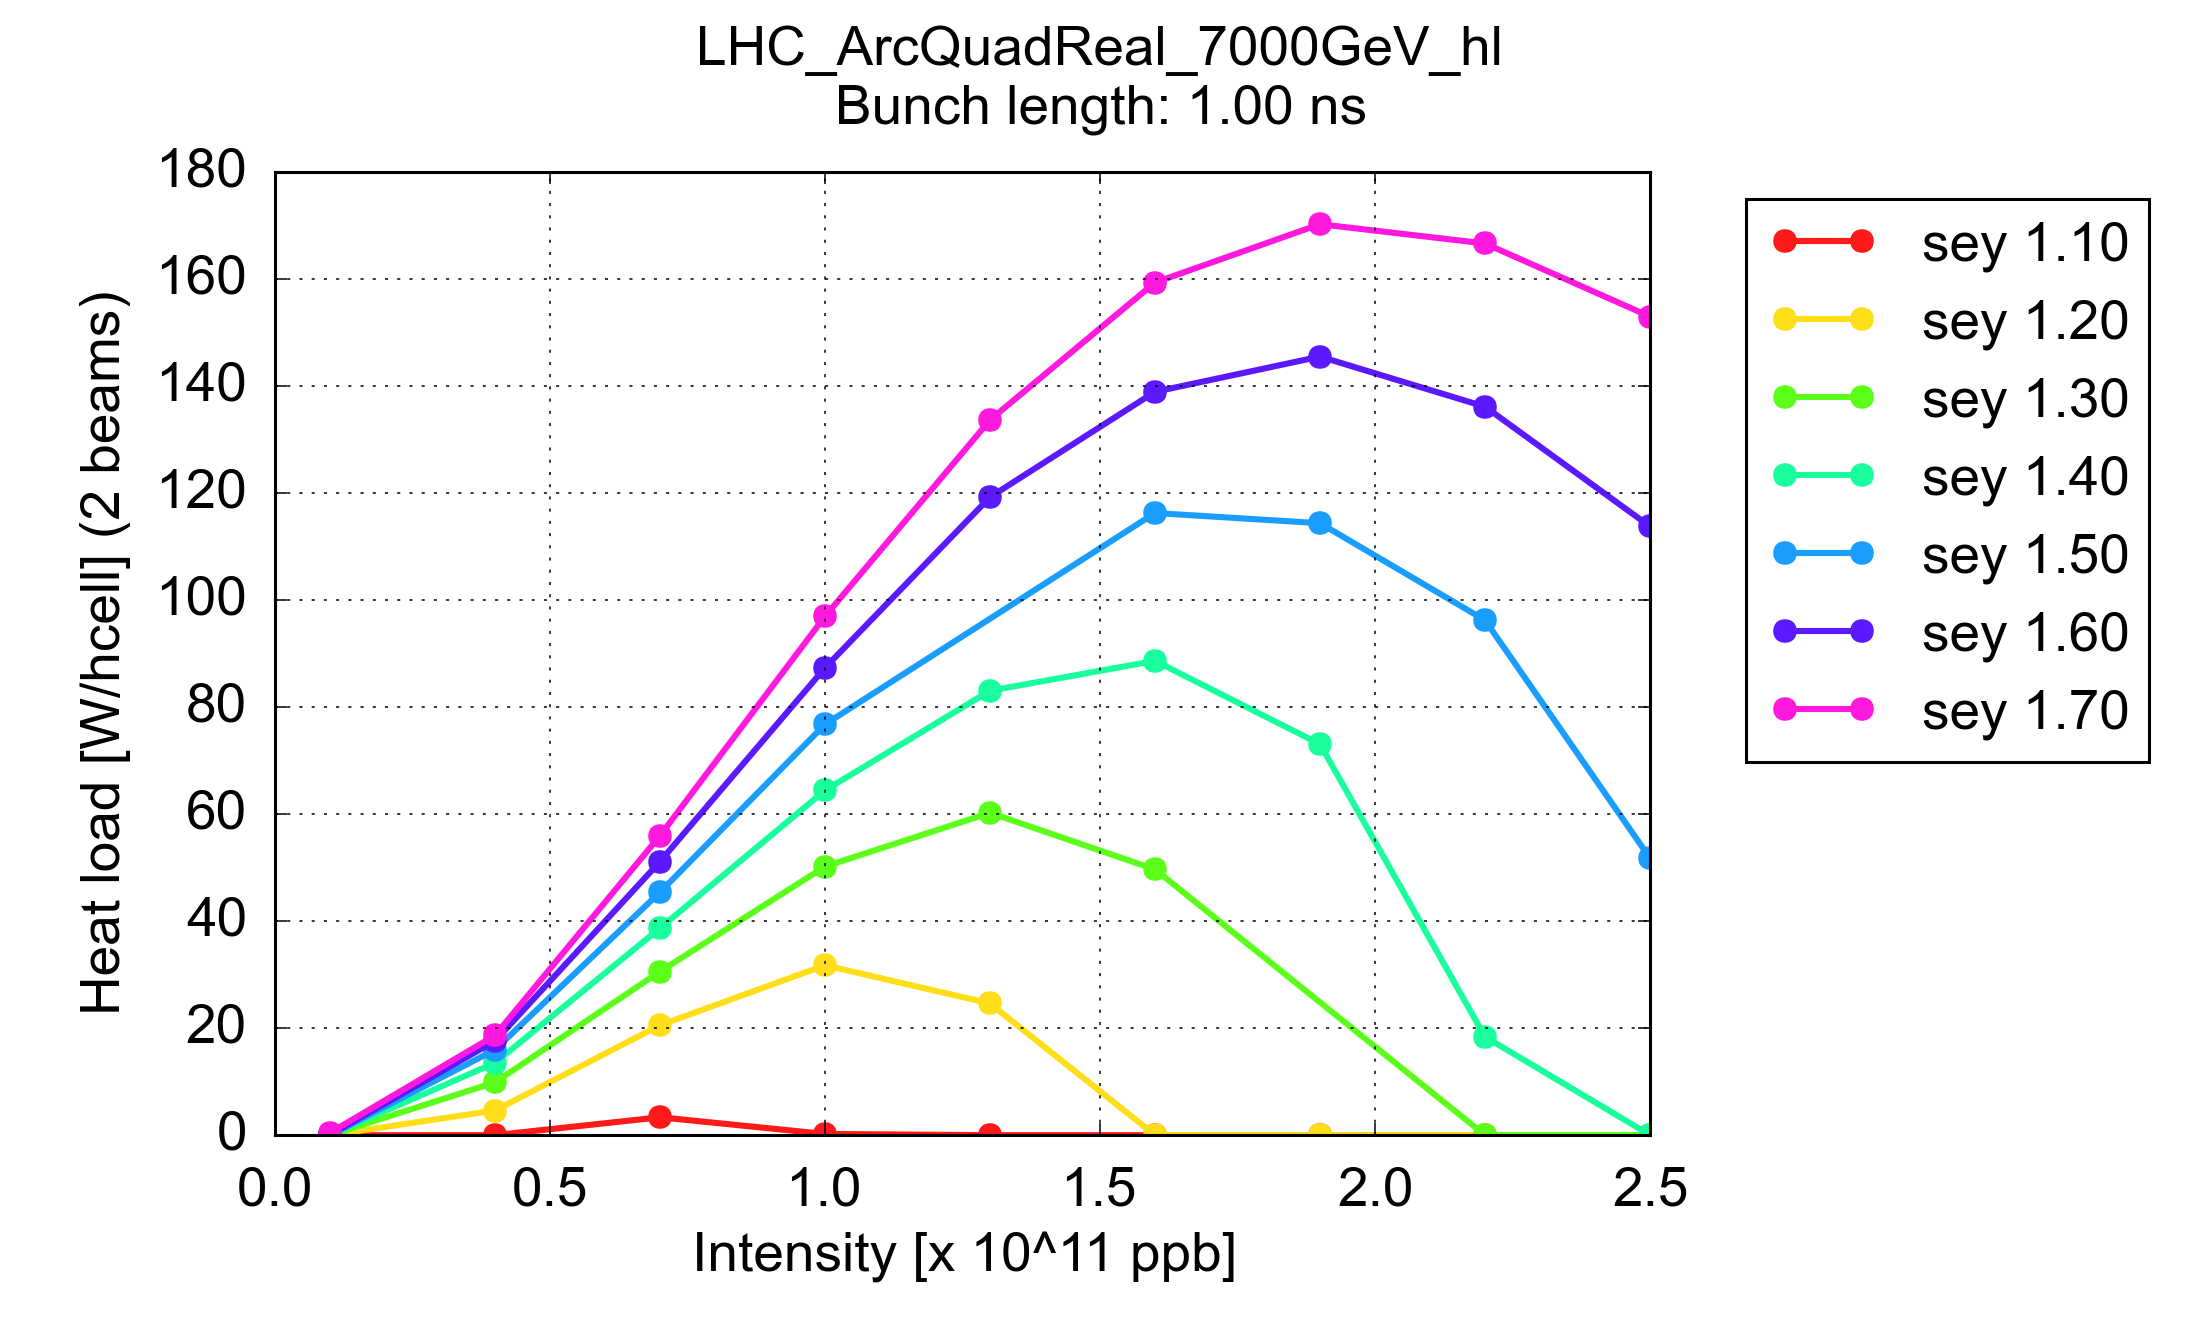 LHC_ArcQuadReal_7000GeV_hl
Bunch length: 1.00 ns
180
160
140
120
100
80
60
40
20
0
Heat load [W/hcell] (2 beams)
0.0 0.5 1.0 1.5 2.0 2.5
Intensity [x 10^11 ppb]
sey 1.10
sey 1.20
sey 1.30
sey 1.40
sey 1.50
sey 1.60
sey 1.70